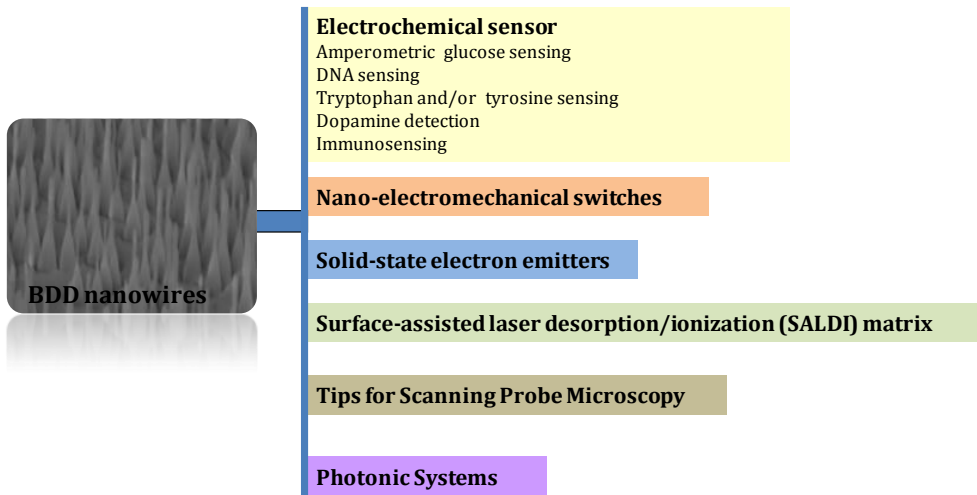 Electrochemical sensor
Amperometric glucose sensing
DNA sensing
Tryptophan and/or tyrosine sensing
Dopamine detection
Immunosensing
BDD nanowires
Nano-electromechanical switches
Solid-state electron emitters
Surface-assisted laser desorption/ionization (SALDI) matrix
Tips for Scanning Probe Microscopy
Photonic Systems